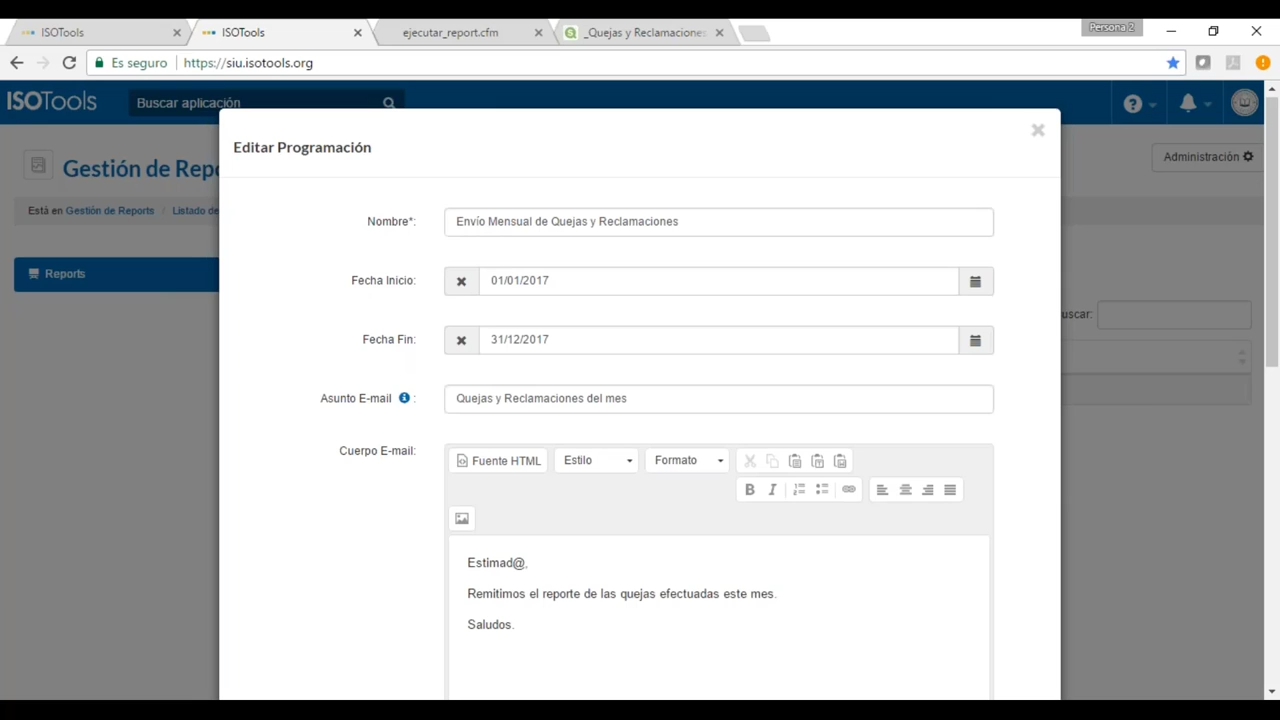 ISOTools
ISOTools
ejecutar_report.cfm
_Quejas y Reclamaciones
Persona 2
Es seguro
https://siu.isotools.org
ISOTools
Buscar aplicación
Editar Programación
Gestión de Repo
Administración
Está en Gestión de Reports / Listado de
Nombre*:
Envío Mensual de Quejas y Reclamaciones
Reports
Fecha Inicio:
01/01/2017
uscar:
Fecha Fin:
31/12/2017
Asunto E-mail :
Quejas y Reclamaciones del mes
Cuerpo E-mail:
Fuente HTML
Estilo
Formato
B I
Estimad@,
Remitimos el reporte de las quejas efectuadas este mes.
Saludos.